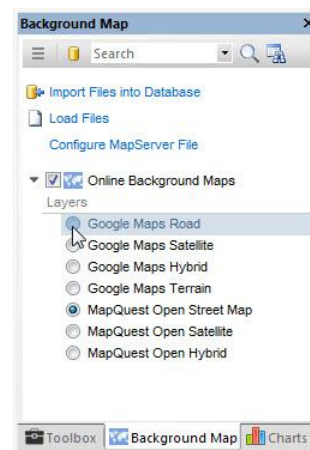 Background Map
Search
Import Files into Database
Load Files
Configure MapServer File
Online Background Maps
Layers
Google Maps Road
Google Maps Satellite
Google Maps Hybrid
Google Maps Terrain
MapQuest Open Street Map
MapQuest Open Satellite
MapQuest Open Hybrid
Toolbox Background Map Charts